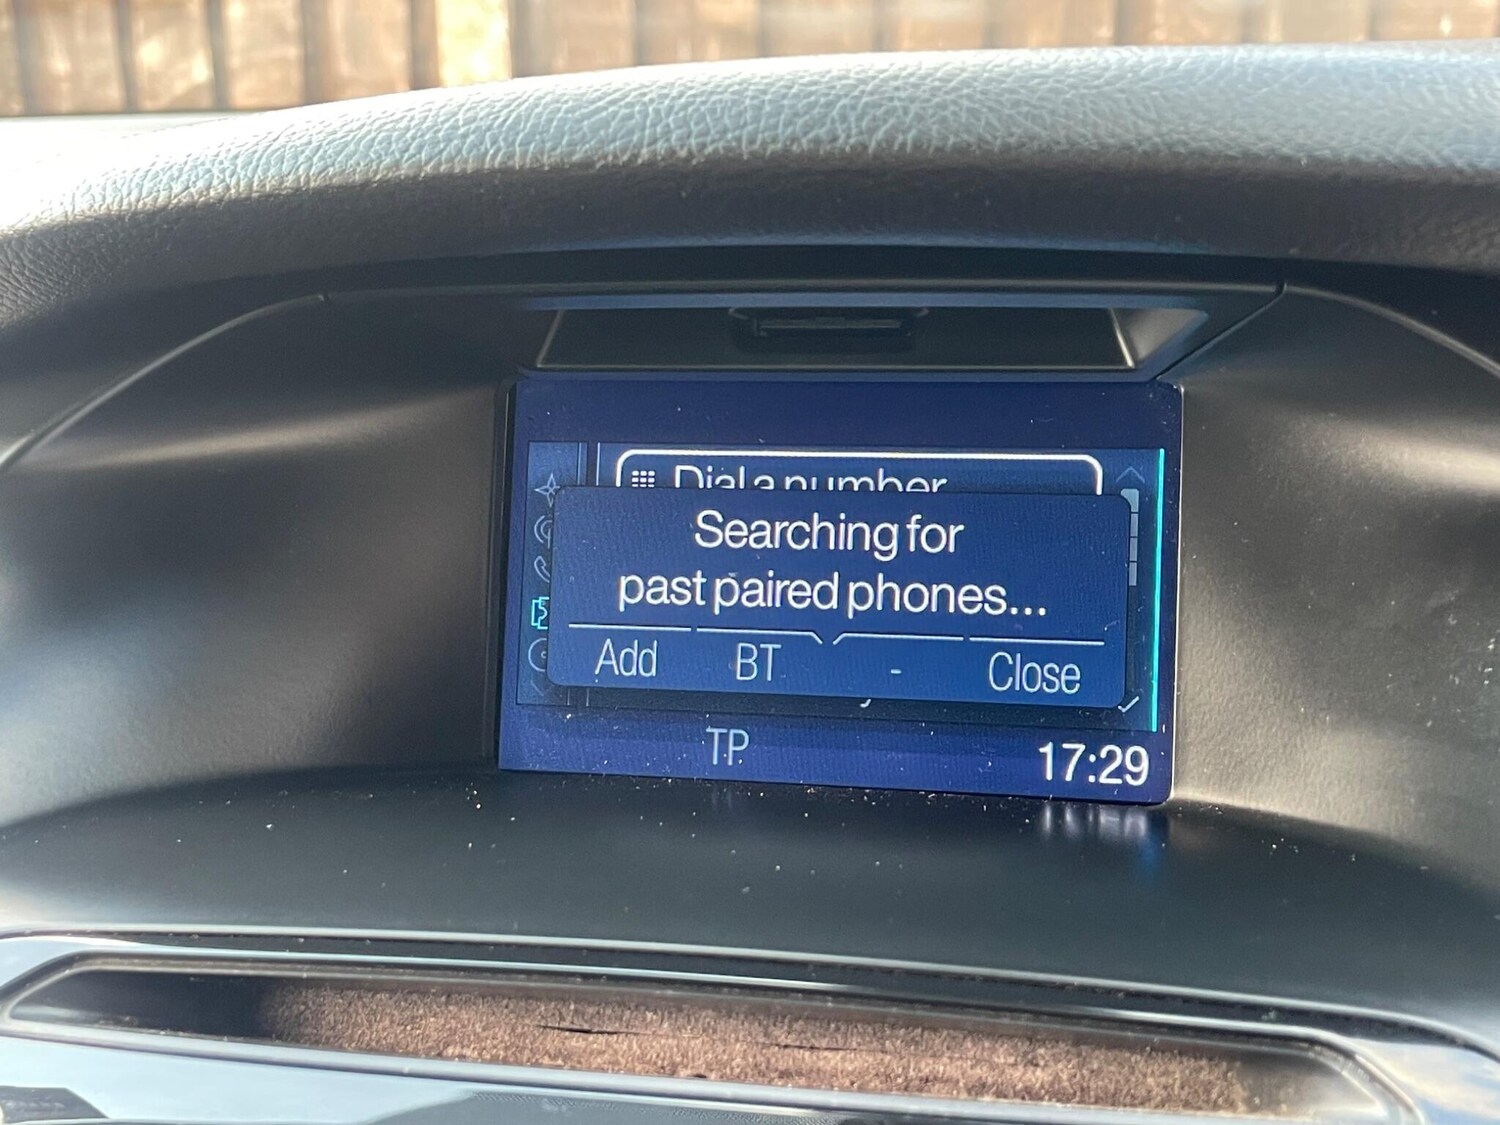 Dial a number
Searching for
past paired phones...
Add BT - Close
TP 17:29